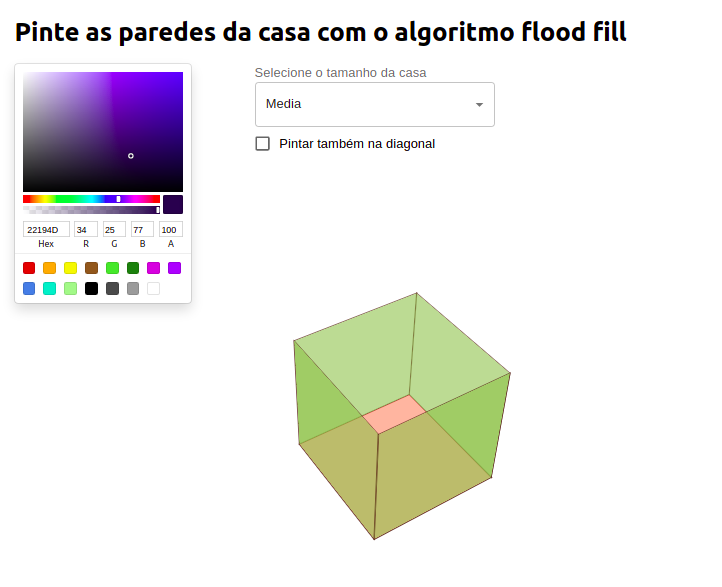 Pinte as paredes da casa com o algoritmo flood fill
Selecione o tamanho da casa
Media
Pintar também na diagonal
22194D 34 25 77 100
Hex R G B A